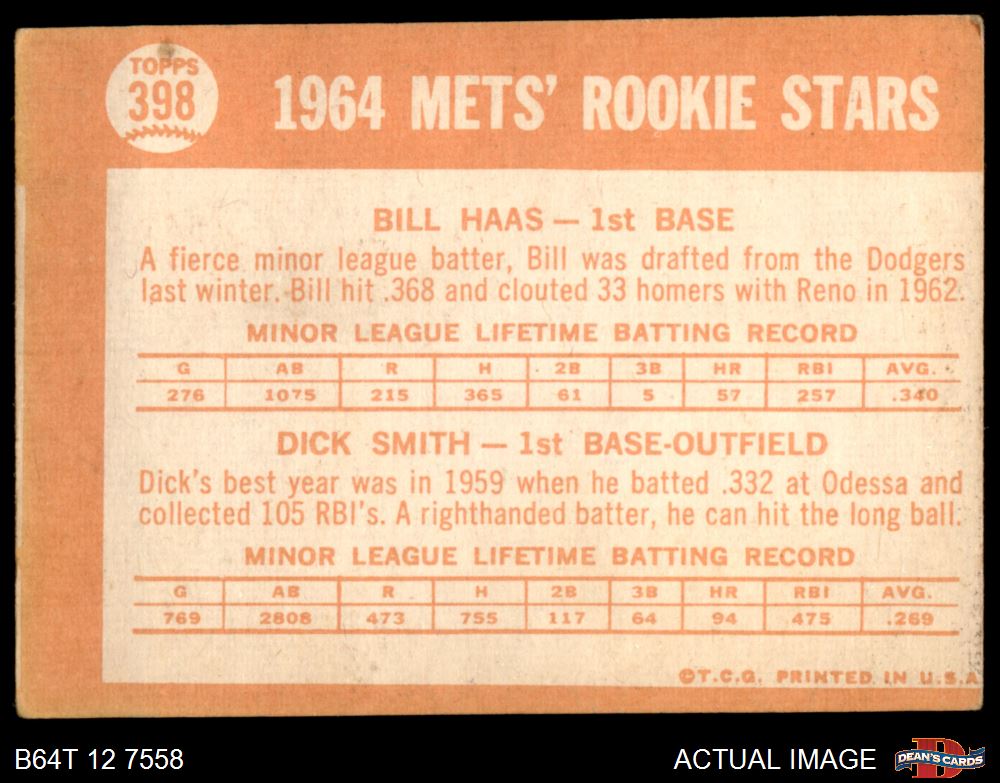 TOPPS
398
1964 METS' ROOKIE STARS
BILL HAAS — 1st BASE
A fierce minor league batter, Bill was drafted from the Dodgers
last winter. Bill hit .368 and clouted 33 homers with Reno in 1962.
MINOR LEAGUE LIFETIME BATTING RECORD
G AB R H 2B 3B HR RBI AVG.
276 1075 215 365 61 5 57 257 .340
DICK SMITH — 1st BASE-OUTFIELD
Dick's best year was in 1959 when he batted .332 at Odessa and
collected 105 RBI's. A righthanded batter, he can hit the long ball.
MINOR LEAGUE LIFETIME BATTING RECORD
G AB R H 2B 3B HR RBI AVG.
769 2808 473 755 117 64 94 475 .269
©T.C.G. PRINTED IN U.S.A
B64T 12 7558
ACTUAL IMAGE
DEAN'S CARDS